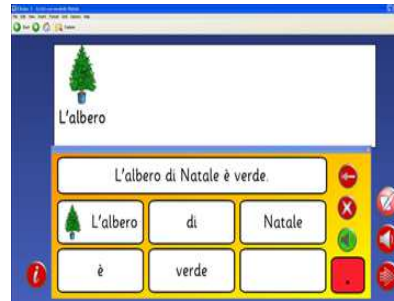 L'albero
L'albero di Natale è verde.
L'albero di Natale
è verde .